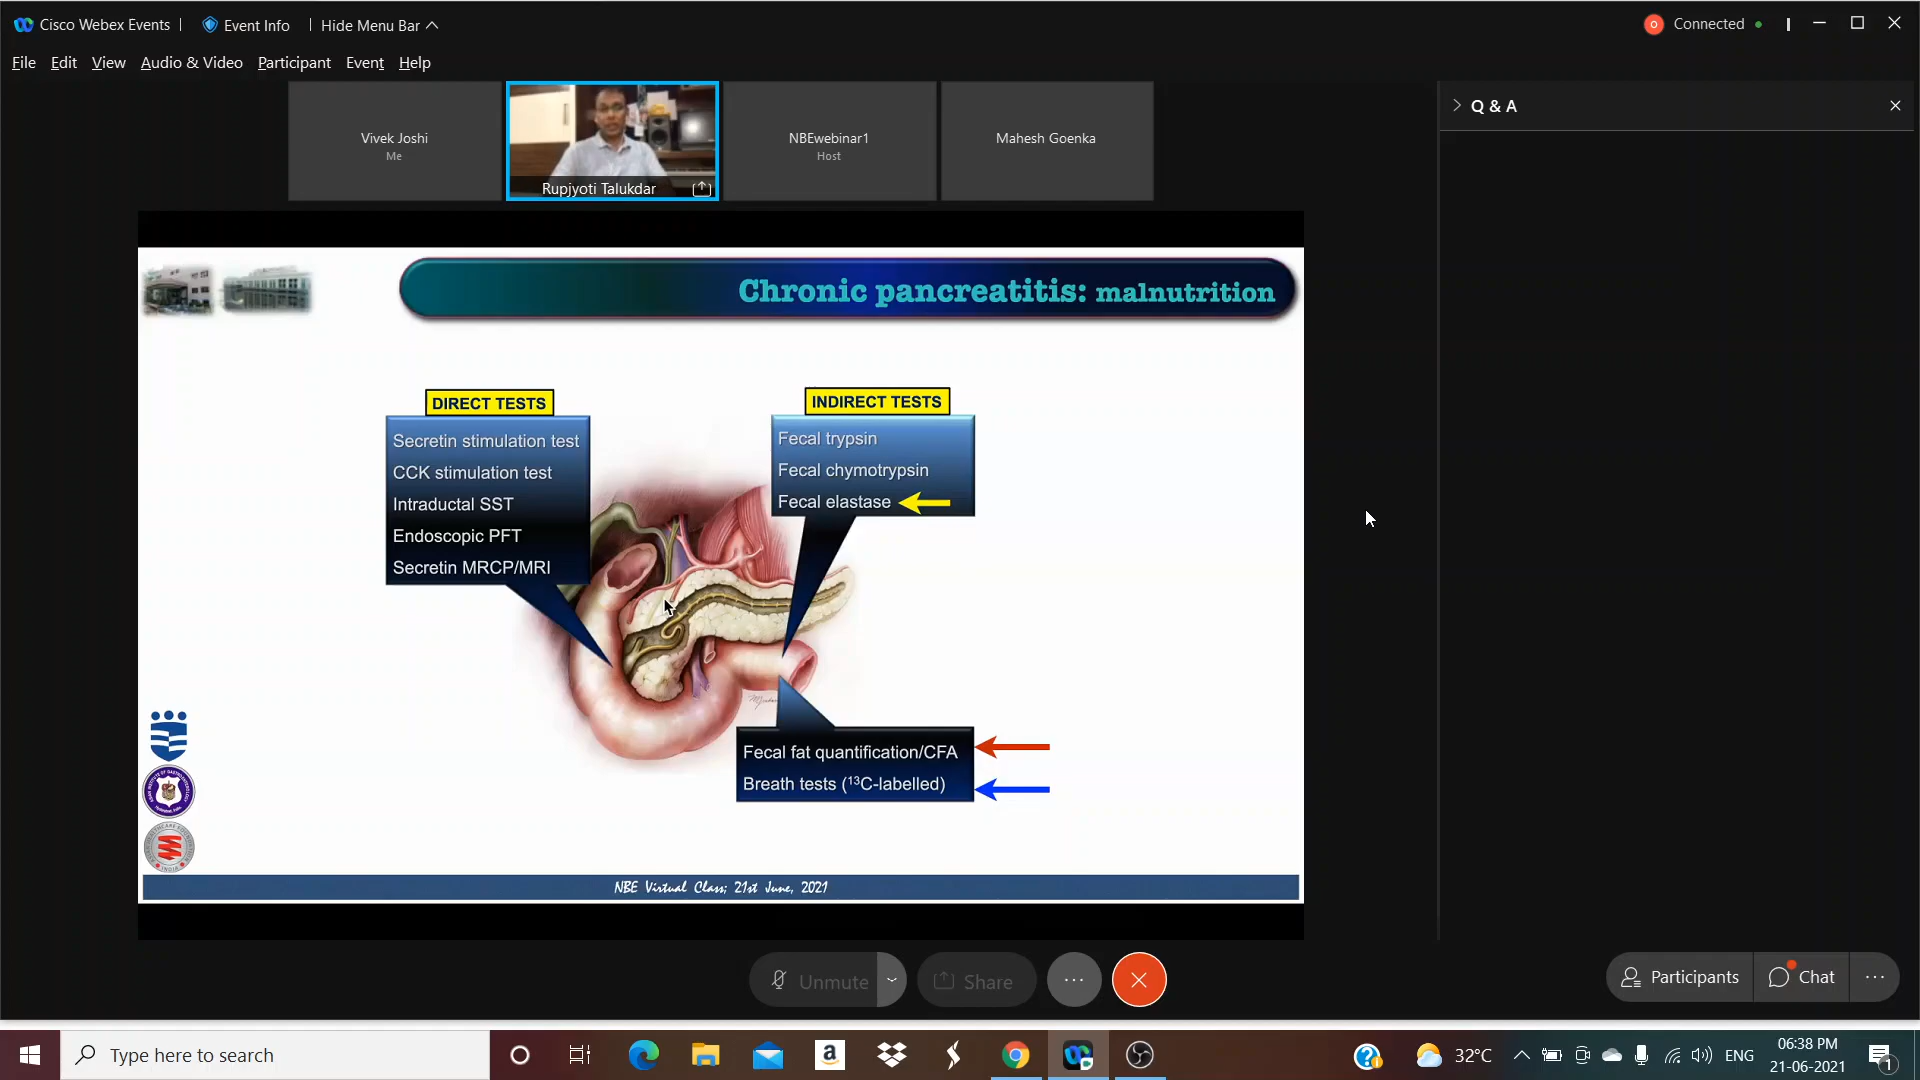 Cisco Webex Events
Event Info
Hide Menu Bar
Connected
File Edit View Audio & Video Participant Event Help
Vivek Joshi
Me
Rupjyoti Talukdar
NBEwebinar1
Host
Mahesh Goenka
Q & A
Chronic pancreatitis: malnutrition
DIRECT TESTS
Secretin stimulation test
CCK stimulation test
Intraductal SST
Endoscopic PFT
Secretin MRCP/MRI
INDIRECT TESTS
Fecal trypsin
Fecal chymotrypsin
Fecal elastase
Fecal fat quantification/CFA
Breath tests (¹³C-labelled)
NBE Virtual Class; 21st June, 2021
Unmute
Share
Participants
Chat
Type here to search
32°C
ENG
06:38 PM
21-06-2021
1